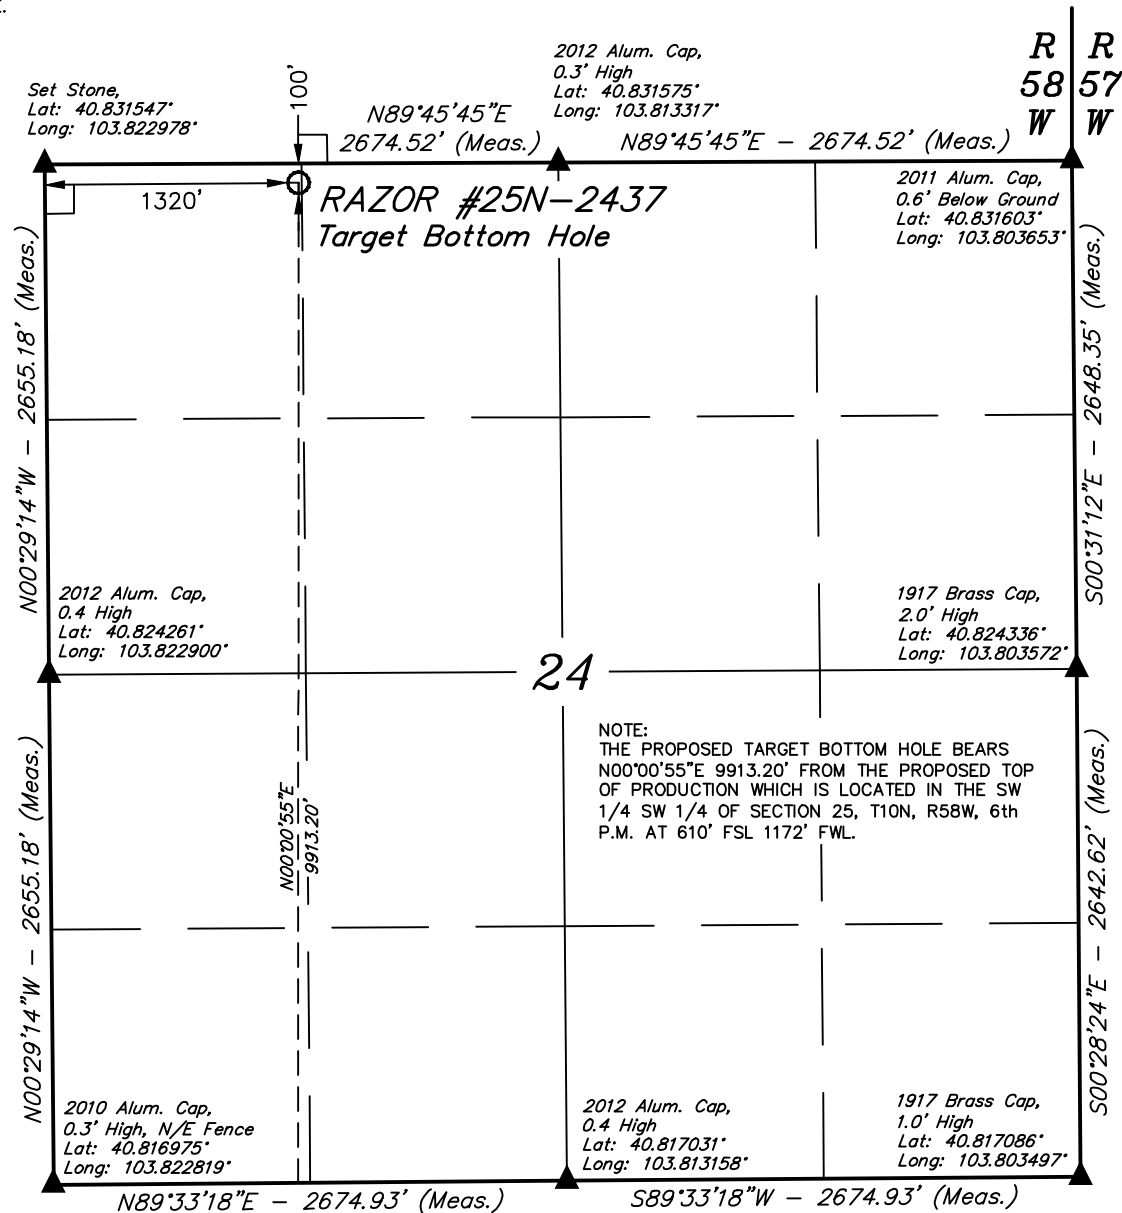 Set Stone,
Lat: 40.831547°
Long: 103.822978°
100'
N89°45'45"E
2674.52' (Meas.)
2012 Alum. Cap,
0.3' High
Lat: 40.831575°
Long: 103.813317°
N89°45'45"E - 2674.52' (Meas.)
R R
58 57
W W
1320'
RAZOR #25N-2437
Target Bottom Hole
2011 Alum. Cap,
0.6' Below Ground
Lat: 40.831603°
Long: 103.803653°
N00°29'14"W - 2655.18' (Meas.)
S00°31'12"E - 2648.35' (Meas.)
2012 Alum. Cap,
0.4 High
Lat: 40.824261°
Long: 103.822900°
1917 Brass Cap,
2.0' High
Lat: 40.824336°
Long: 103.803572°
24
NOTE:
THE PROPOSED TARGET BOTTOM HOLE BEARS
N00°00'55"E 9913.20' FROM THE PROPOSED TOP
OF PRODUCTION WHICH IS LOCATED IN THE SW
1/4 SW 1/4 OF SECTION 25, T10N, R58W, 6th
P.M. AT 610' FSL 1172' FWL.
N00°00'55"E
9913.20'
N00°29'14"W - 2655.18' (Meas.)
S00°28'24"E - 2642.62' (Meas.)
2010 Alum. Cap,
0.3' High, N/E Fence
Lat: 40.816975°
Long: 103.822819°
2012 Alum. Cap,
0.4 High
Lat: 40.817031°
Long: 103.813158°
1917 Brass Cap,
1.0' High
Lat: 40.817086°
Long: 103.803497°
N89°33'18"E - 2674.93' (Meas.)
S89°33'18"W - 2674.93' (Meas.)